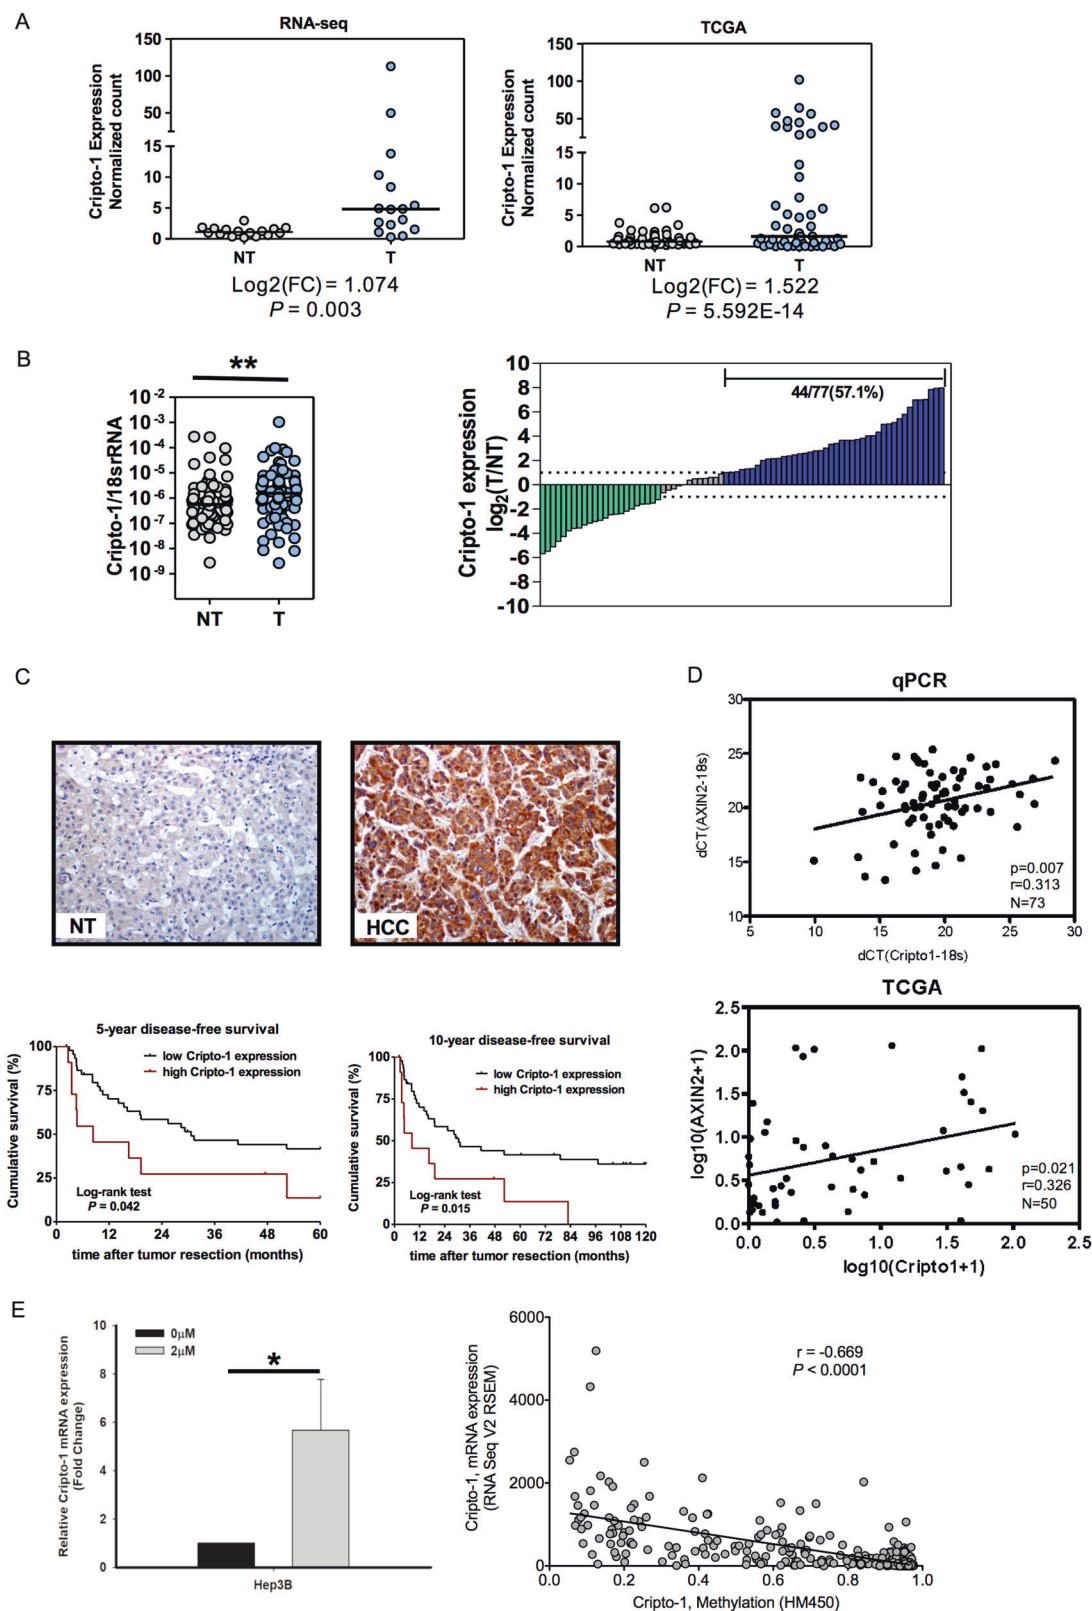 A
RNA-seq
Cripto-1 Expression
Normalized count
150
100
50
15
10
5
0
NT
T
Log2(FC) = 1.074
P = 0.003
TCGA
Cripto-1 Expression
Normalized count
150
100
50
15
10
5
0
NT
T
Log2(FC) = 1.522
P = 5.592E-14
B
**
Cripto-1/18srRNA
10-2
10-3
10-4
10-5
10-6
10-7
10-8
10-9
NT
T
Cripto-1 expression
log2(T/NT)
10
8
6
4
2
0
-2
-4
-6
-8
-10
44/77(57.1%)
C
NT
HCC
5-year disease-free survival
low Cripto-1 expression
high Cripto-1 expression
Cumulative survival (%)
100
75
50
25
0
Log-rank test
P = 0.042
0 12 24 36 48 60
time after tumor resection (months)
10-year disease-free survival
low Cripto-1 expression
high Cripto-1 expression
Cumulative survival (%)
100
75
50
25
0
Log-rank test
P = 0.015
0 12 24 36 48 60 72 84 96 108 120
time after tumor resection (months)
D
qPCR
dCT(AXIN2-18s)
30
25
20
15
10
p=0.007
r=0.313
N=73
5 10 15 20 25 30
dCT(Cripto1-18s)
TCGA
log10(AXIN2+1)
2.5
2.0
1.5
1.0
0.5
0.0
p=0.021
r=0.326
N=50
0.0 0.5 1.0 1.5 2.0 2.5
log10(Cripto1+1)
E
Relative Cripto-1 mRNA expression
(Fold Change)
10
8
6
4
2
0
0μM
2μM
*
Hep3B
Cripto-1, mRNA expression
(RNA Seq V2 RSEM)
6000
4000
2000
0
r = -0.669
P < 0.0001
0.0 0.2 0.4 0.6 0.8 1.0
Cripto-1, Methylation (HM450)